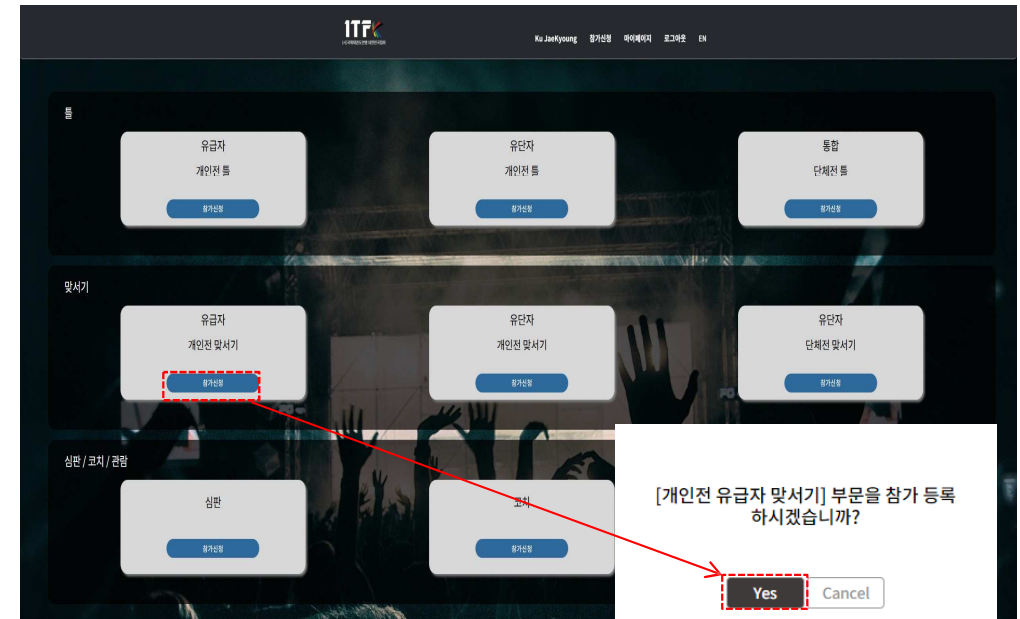 ITFK
Ku JaeKyoung 참가신청 마이페이지 로그아웃 EN
틀
유급자
개인전 틀
참가신청
유단자
개인전 틀
참가신청
통합
단체전 틀
참가신청
맞서기
유급자
개인전 맞서기
참가신청
유단자
개인전 맞서기
참가신청
유단자
단체전 맞서기
참가신청
심판 / 코치 / 관람
심판
참가신청
코치
참가신청
[개인전 유급자 맞서기] 부문을 참가 등록
하시겠습니까?
Yes Cancel